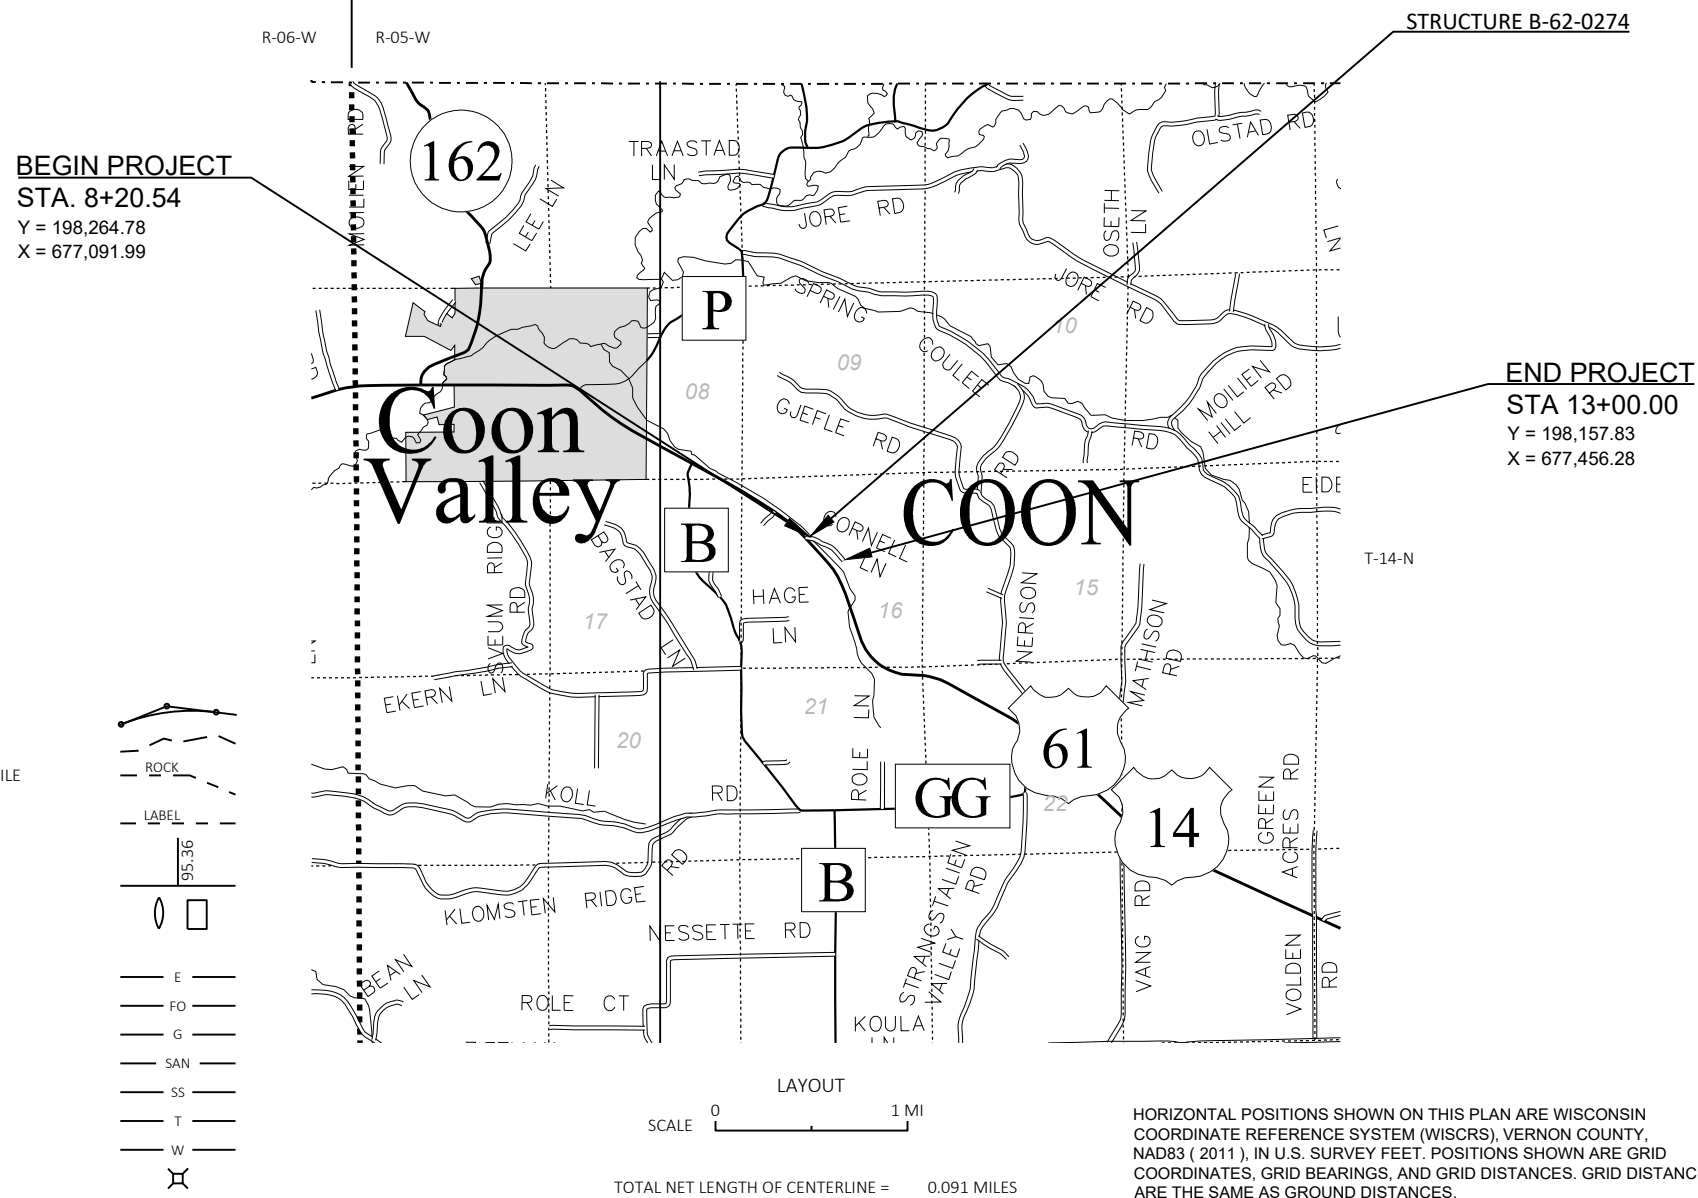 STRUCTURE B-62-0274
R-06-W
R-05-W
BEGIN PROJECT
STA. 8+20.54
Y = 198,264.78
X = 677,091.99
MOILIEN RD
162
LEE LN
TRAASTAD
LN
OLSTAD RD
JORE RD
OSETH
LN
LN
P
SPRING
JORE
RD
10
COULEE
09
08
GJEFLE RD
RD
MOILIEN
HILL RD
END PROJECT
STA 13+00.00
Y = 198,157.83
X = 677,456.28
Coon
Valley
RD
COON
CORNELL
LN
T-14-N
B
SVEUM RIDGE
RD
BAGSTAD
LN
17
HAGE
LN
16
15
NERISON
MATHISON
RD
EKERN LN
21
20
ROLE LN
61
22
GG
14
KOLL RD
GREEN
ACRES RD
B
KLOMSTEN RIDGE RD
NESSETTE RD
STRANGSTALIEN
VALLEY RD
VANG RD
VOLDEN
RD
BEAN
LN
ROLE CT
KOULA
LN
ILE
ROCK
LABEL
95.36
E
FO
G
SAN
SS
T
W
LAYOUT
SCALE 0 1 MI
TOTAL NET LENGTH OF CENTERLINE = 0.091 MILES
HORIZONTAL POSITIONS SHOWN ON THIS PLAN ARE WISCONSIN
COORDINATE REFERENCE SYSTEM (WISCRS), VERNON COUNTY,
NAD83 ( 2011 ), IN U.S. SURVEY FEET. POSITIONS SHOWN ARE GRID
COORDINATES, GRID BEARINGS, AND GRID DISTANCES. GRID DISTANC
ARE THE SAME AS GROUND DISTANCES.